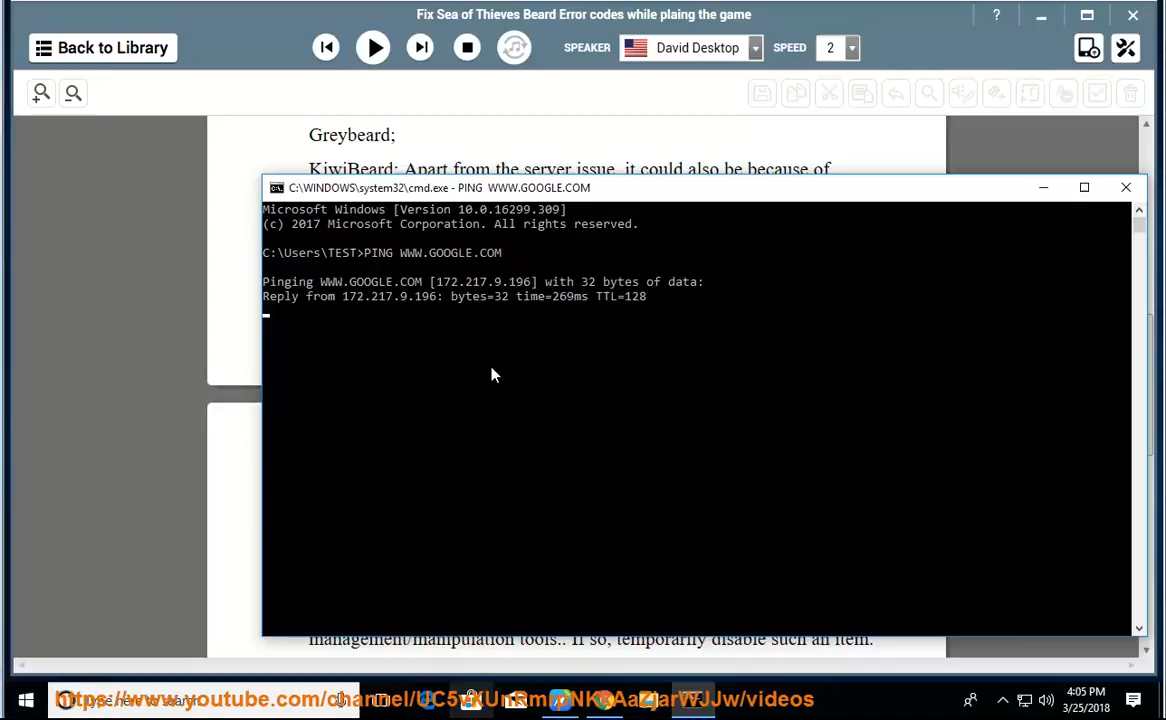 Fix Sea of Thieves Beard Error codes while plaing the game
Back to Library
SPEAKER
David Desktop
SPEED
2
Greybeard;
KiwiBeard: Apart from the server issue, it could also be because of
C:\WINDOWS\system32\cmd.exe - PING WWW.GOOGLE.COM
Microsoft Windows [Version 10.0.16299.309]
(c) 2017 Microsoft Corporation. All rights reserved.
C:\Users\TEST>PING WWW.GOOGLE.COM
Pinging WWW.GOOGLE.COM [172.217.9.196] with 32 bytes of data:
Reply from 172.217.9.196: bytes=32 time=269ms TTL=128
management/manipulation tools.. If so, temporarily disable such an item.
4:05 PM
3/25/2018